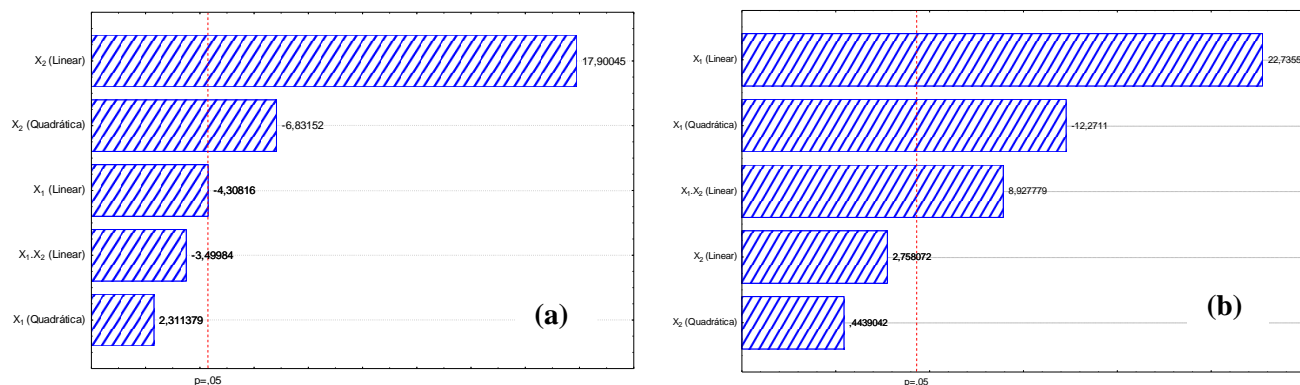 X₂ (Linear)
17,90045
X₂ (Quadrática)
-6,83152
X₁ (Linear)
-4,30816
X₁.X₂ (Linear)
-3,49984
X₁ (Quadrática)
2,311379
(a)
p=,05
X₁ (Linear)
22,7355
X₁ (Quadrática)
-12,2711
X₁.X₂ (Linear)
8,927779
X₂ (Linear)
2,758072
X₂ (Quadrática)
,4439042
(b)
p=,05